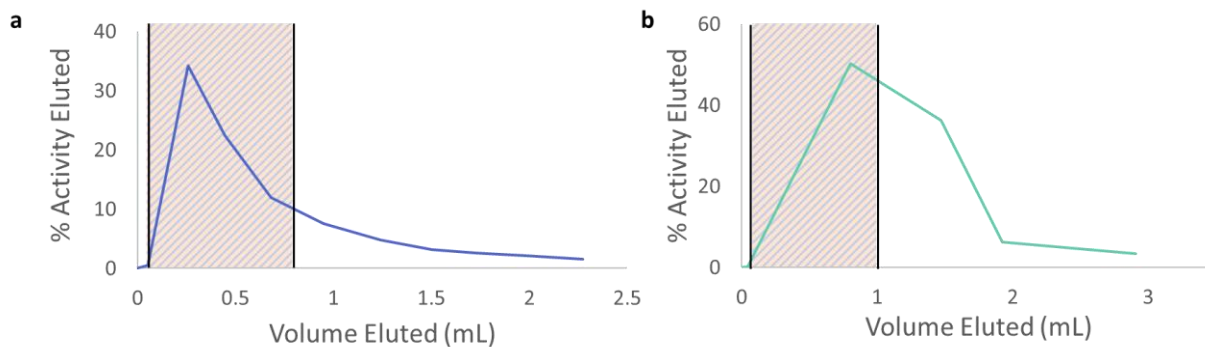 a
40
30
20
10
0
% Activity Eluted
0 0.5 1 1.5 2 2.5
Volume Eluted (mL)
b
60
40
20
0
% Activity Eluted
0 1 2 3
Volume Eluted (mL)